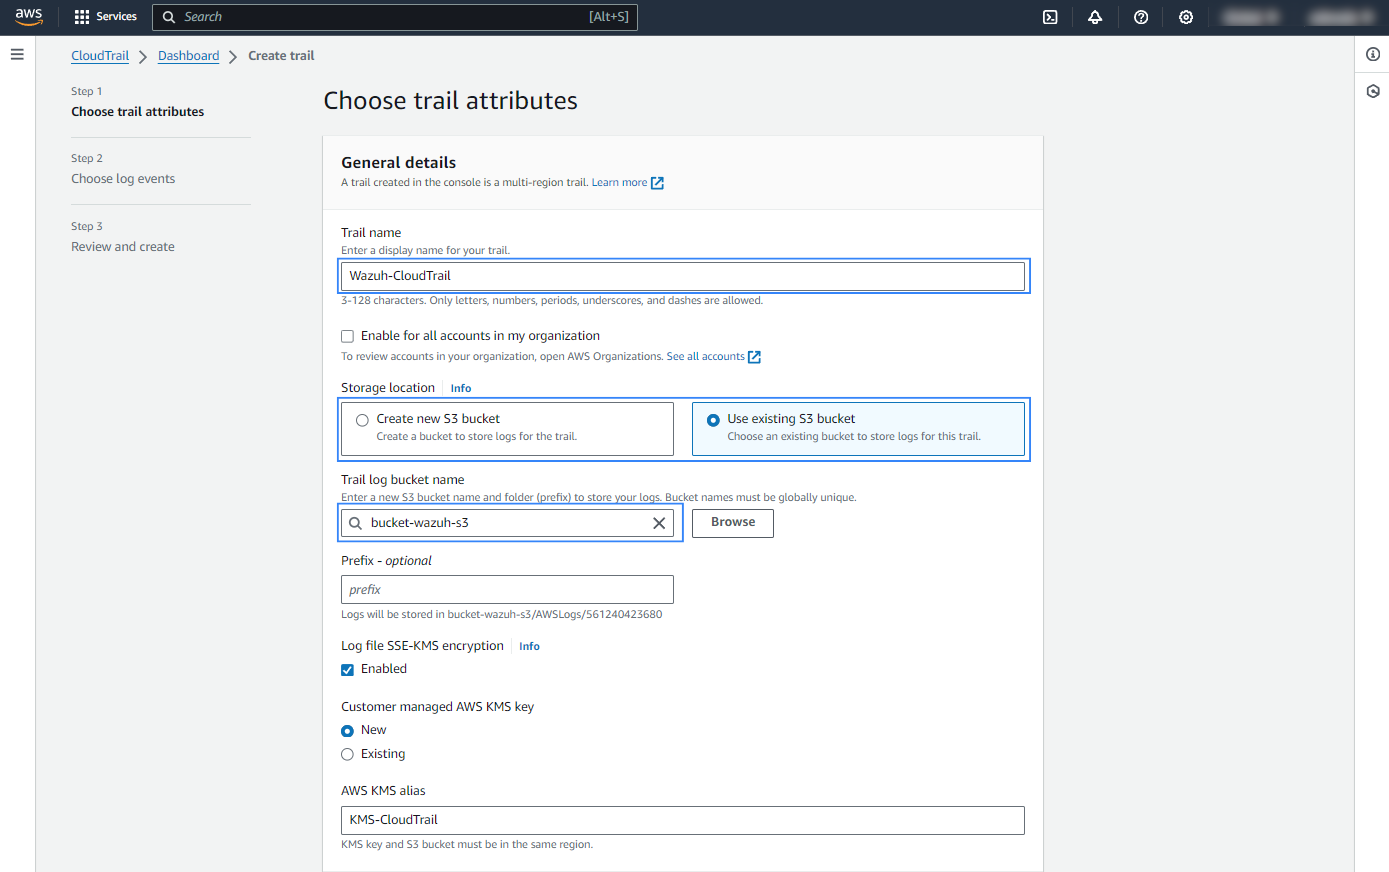 aws
Services
Search
[Alt+S]
CloudTrail
Dashboard
Create trail
Step 1
Choose trail attributes
Step 2
Choose log events
Step 3
Review and create
Choose trail attributes
General details
A trail created in the console is a multi-region trail. Learn more
Trail name
Enter a display name for your trail.
Wazuh-CloudTrail
3-128 characters. Only letters, numbers, periods, underscores, and dashes are allowed.
Enable for all accounts in my organization
To review accounts in your organization, open AWS Organizations. See all accounts
Storage location
Info
Create new S3 bucket
Create a bucket to store logs for the trail.
Use existing S3 bucket
Choose an existing bucket to store logs for this trail.
Trail log bucket name
Enter a new S3 bucket name and folder (prefix) to store your logs. Bucket names must be globally unique.
bucket-wazuh-s3
Browse
Prefix - optional
prefix
Logs will be stored in bucket-wazuh-s3/AWSLogs/561240423680
Log file SSE-KMS encryption
Info
Enabled
Customer managed AWS KMS key
New
Existing
AWS KMS alias
KMS-CloudTrail
KMS key and S3 bucket must be in the same region.